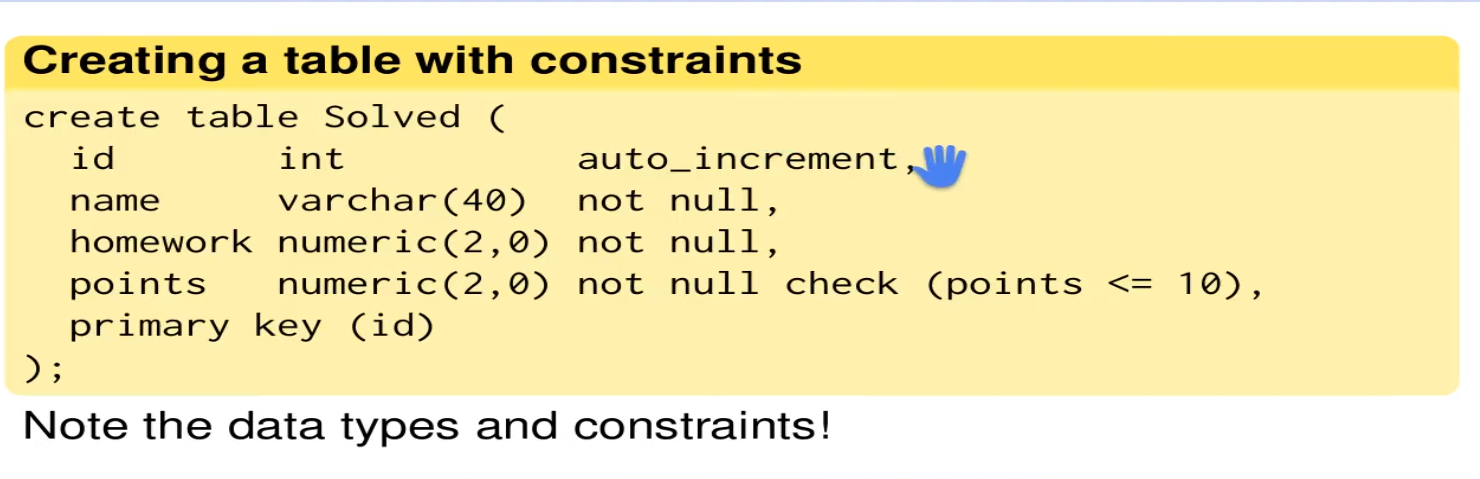 Creating a table with constraints
create table Solved (
  id       int          auto_increment,
  name     varchar(40)  not null,
  homework numeric(2,0) not null,
  points   numeric(2,0) not null check (points <= 10),
  primary key (id)
);
Note the data types and constraints!